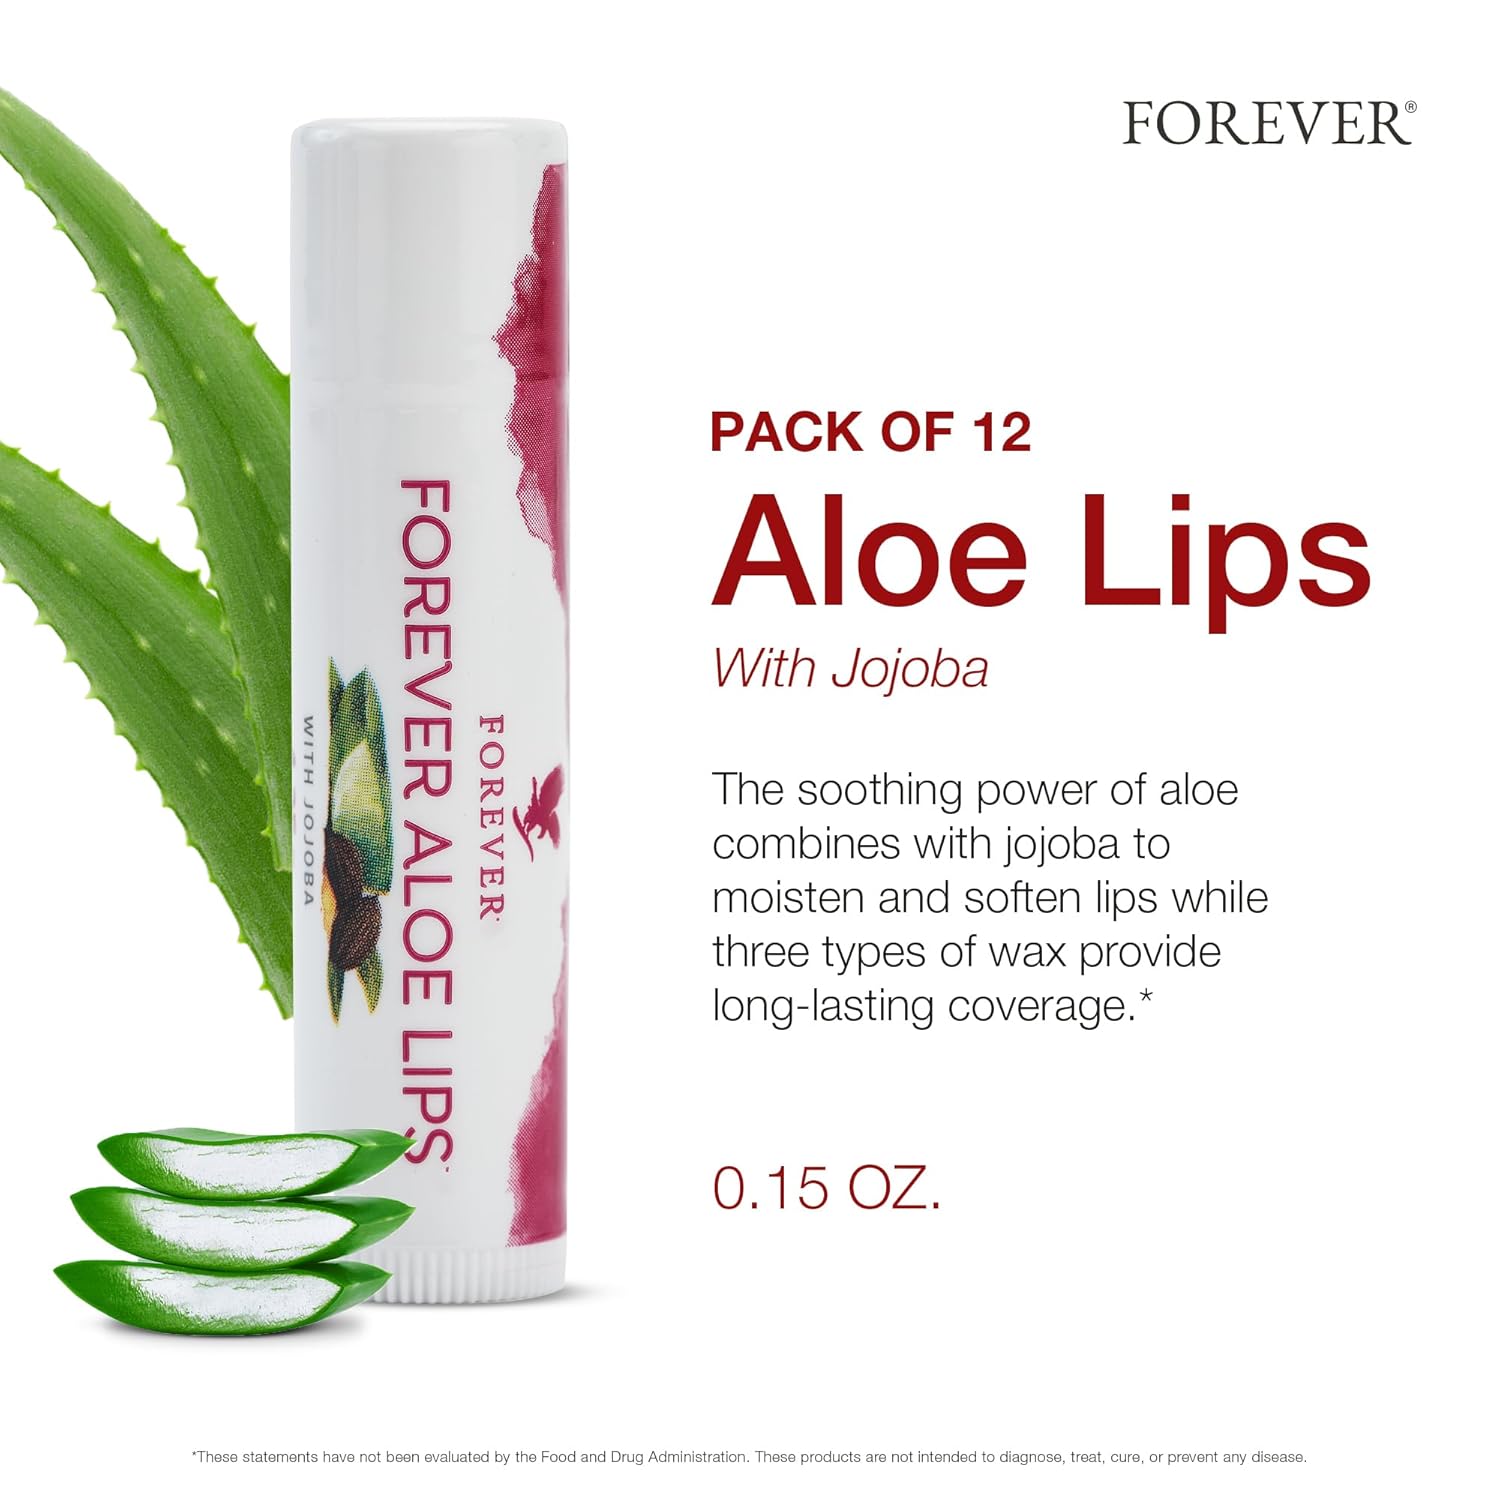 FOREVER®
PACK OF 12
Aloe Lips
With Jojoba
The soothing power of aloe
combines with jojoba to
moisten and soften lips while
three types of wax provide
long-lasting coverage.*
0.15 OZ.
FOREVER
FOREVER ALOE LIPS
WITH JOJOBA
*These statements have not been evaluated by the Food and Drug Administration. These products are not intended to diagnose, treat, cure, or prevent any disease.